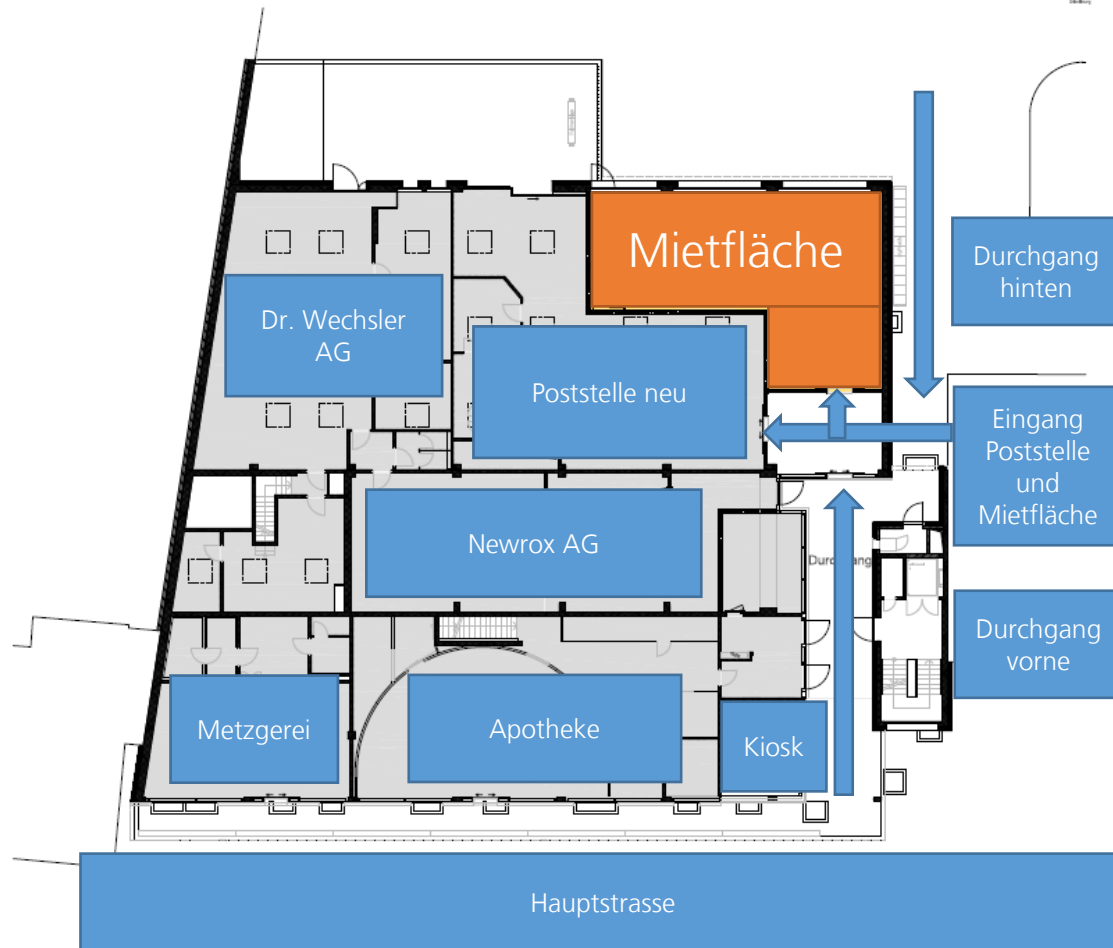 Mietfläche
Durchgang
hinten
Dr. Wechsler
AG
Poststelle neu
Eingang
Poststelle
und
Mietfläche
Newrox AG
Durchgang
Durchgang
vorne
Metzgerei
Apotheke
Kiosk
Hauptstrasse